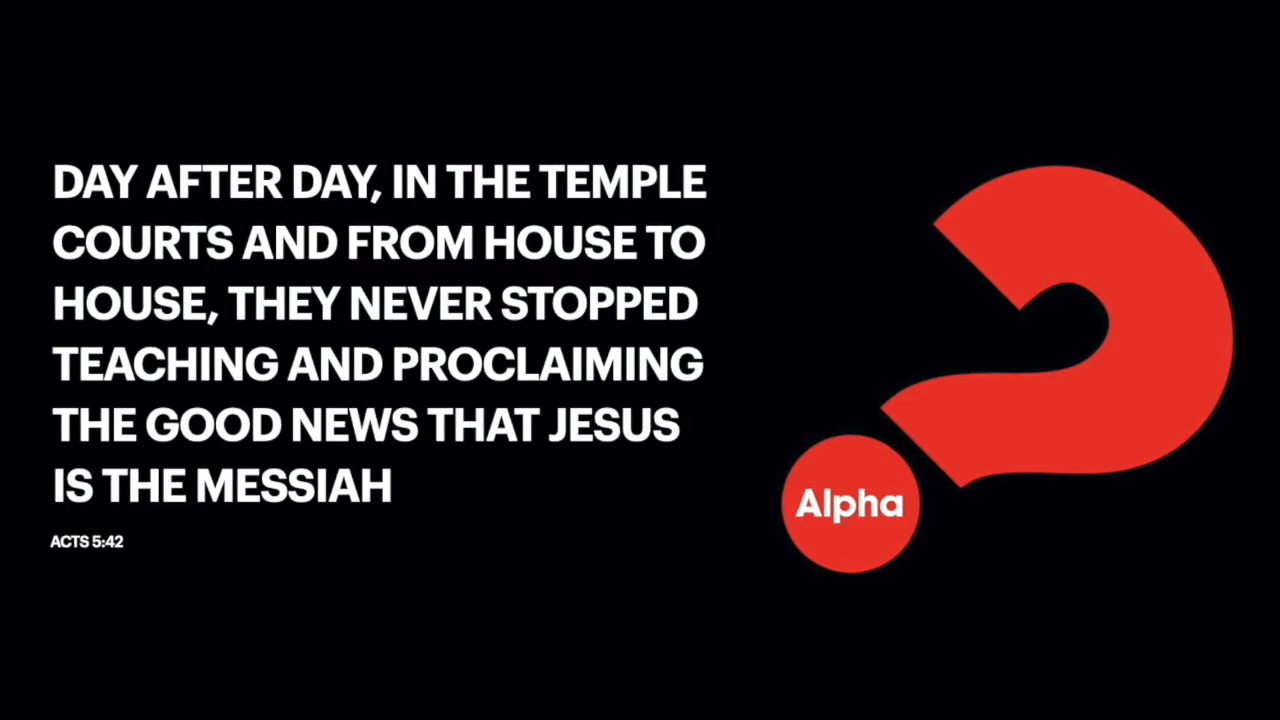 DAY AFTER DAY, IN THE TEMPLE
COURTS AND FROM HOUSE TO
HOUSE, THEY NEVER STOPPED
TEACHING AND PROCLAIMING
THE GOOD NEWS THAT JESUS
IS THE MESSIAH
ACTS 5:42
Alpha